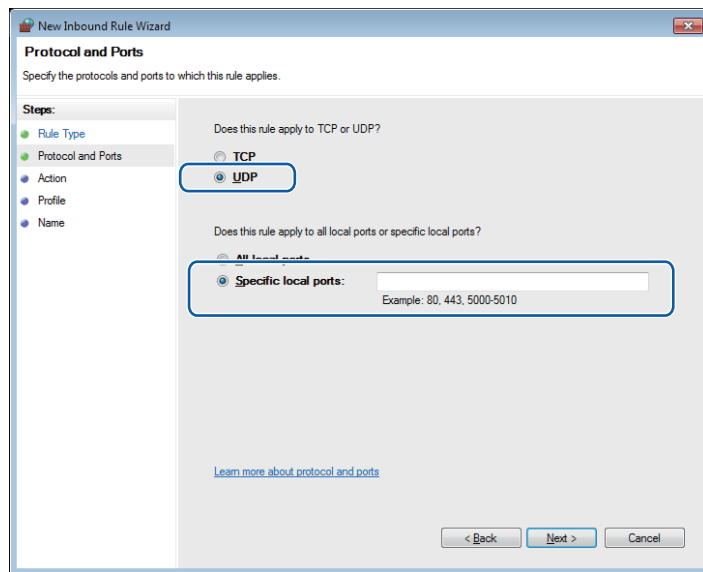 New Inbound Rule Wizard
Protocol and Ports
Specify the protocols and ports to which this rule applies.
Steps:
Rule Type
Protocol and Ports
Action
Profile
Name
Does this rule apply to TCP or UDP?
TCP
UDP
Does this rule apply to all local ports or specific local ports?
All local ports
Specific local ports:
Example: 80, 443, 5000-5010
Learn more about protocol and ports
< Back
Next >
Cancel